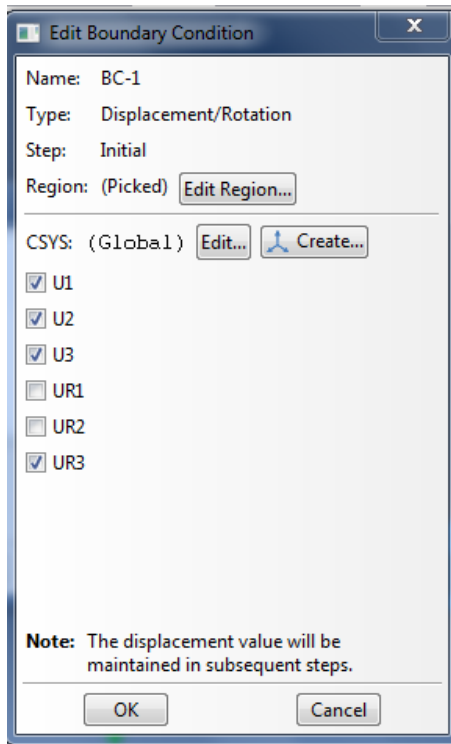 Edit Boundary Condition
X
Name: BC-1
Type: Displacement/Rotation
Step: Initial
Region: (Picked) Edit Region...
CSYS: (Global) Edit... Create...
U1
U2
U3
UR1
UR2
UR3
Note: The displacement value will be
maintained in subsequent steps.
OK Cancel